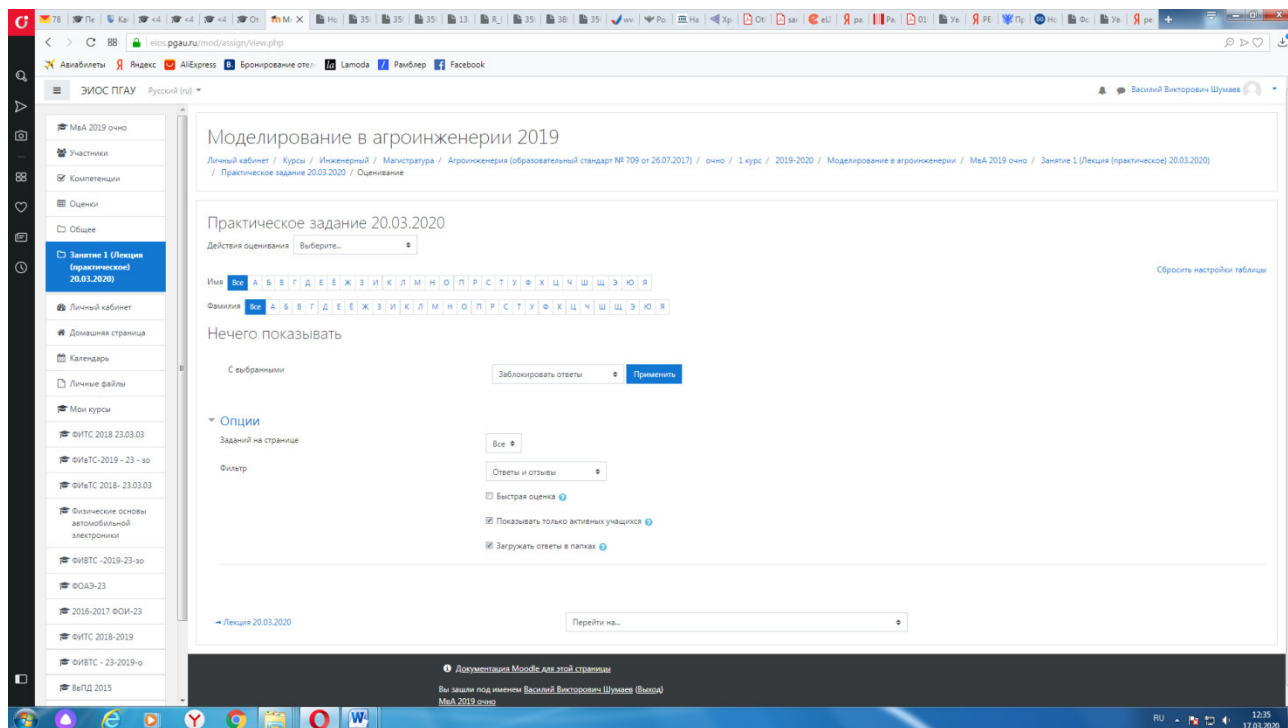 eios.pgau.ru/mod/assign/view.php
Авиабилеты Яндекс AliExpress Бронирование отел Lamoda Рамблер Facebook
ЭИОС ПГАУ Русский (ru)
Василий Викторович Шумаев
МвА 2019 очно
Участники
Компетенции
Оценки
Общее
Занятие 1 (Лекция
(практическое)
20.03.2020)
Личный кабинет
Домашняя страница
Календарь
Личные файлы
Мои курсы
ФИТС 2018 23.03.03
ФИвТС-2019 - 23 - зо
ФИвТС 2018- 23.03.03
Физические основы
автомобильной
электроники
ФИВТС -2019-23-зо
ФОАЭ-23
2016-2017 ФОИ-23
ФИТС 2018-2019
ФИВТС - 23-2019-о
ВвПД 2015
Моделирование в агроинженерии 2019
Личный кабинет / Курсы / Инженерный / Магистратура / Агроинженерия (образовательный стандарт № 709 от 26.07.2017) / очно / 1 курс / 2019-2020 / Моделирование в агроинженерии / МвА 2019 очно / Занятие 1 (Лекция (практическое) 20.03.2020)
/ Практическое задание 20.03.2020 / Оценивание
Практическое задание 20.03.2020
Действия оценивания Выберите...
Сбросить настройки таблицы
Имя Все А Б В Г Д Е Ё Ж З И К Л М Н О П Р С Т У Ф Х Ц Ч Ш Щ Э Ю Я
Фамилия Все А Б В Г Д Е Ё Ж З И К Л М Н О П Р С Т У Ф Х Ц Ч Ш Щ Э Ю Я
Нечего показывать
С выбранными Заблокировать ответы Применить
Опции
Заданий на странице Все
Фильтр Ответы и отзывы
Быстрая оценка
Показывать только активных учащихся
Загружать ответы в папках
Лекция 20.03.2020 Перейти на...
Документация Moodle для этой страницы
Вы зашли под именем Василий Викторович Шумаев (Выход)
МвА 2019 очно
RU 12:35
17.03.2020